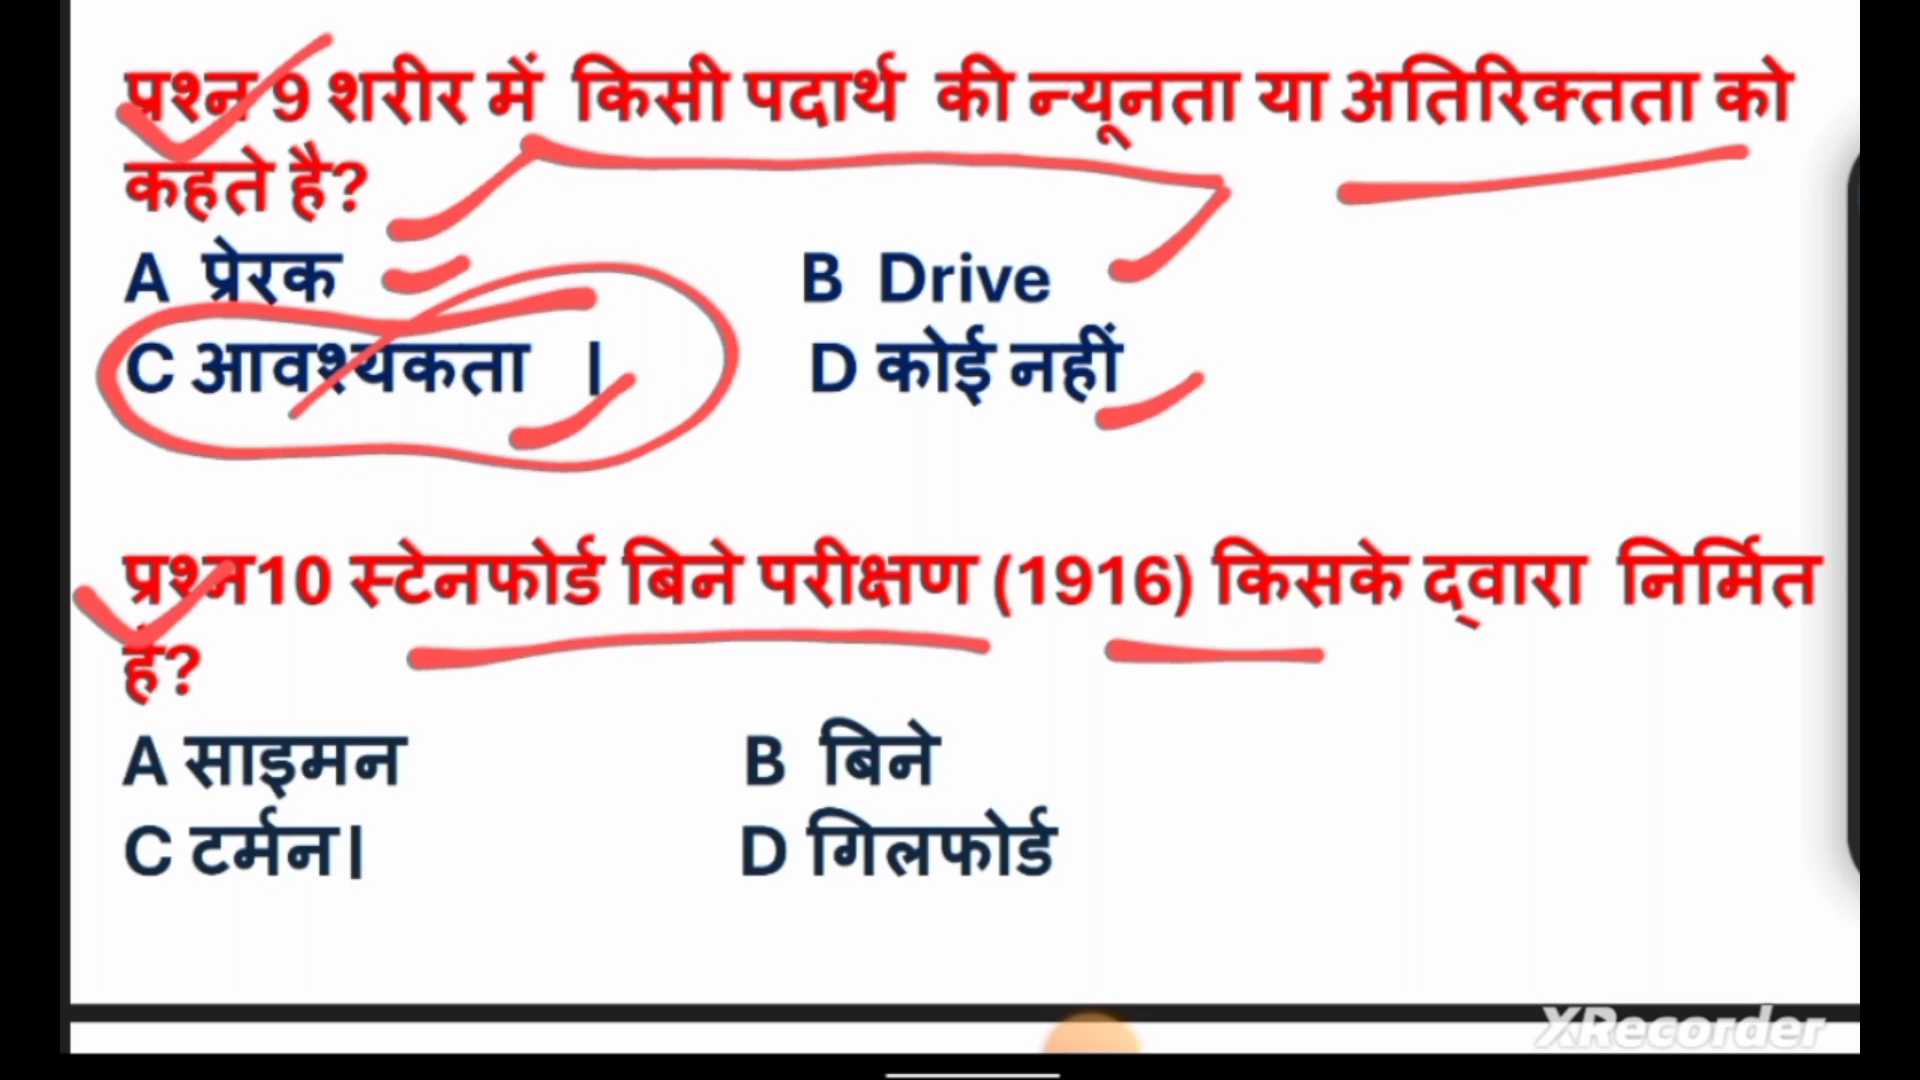 प्रश्न 9 शरीर में किसी पदार्थ की न्यूनता या अतिरिक्तता को
कहते है?
A प्रेरक B Drive
C आवश्यकता | D कोई नहीं
प्रश्न10 स्टेनफोर्ड बिने परीक्षण (1916) किसके द्वारा निर्मित
है?
A साइमन B बिने
C टर्मन| D गिलफोर्ड
XRecorder